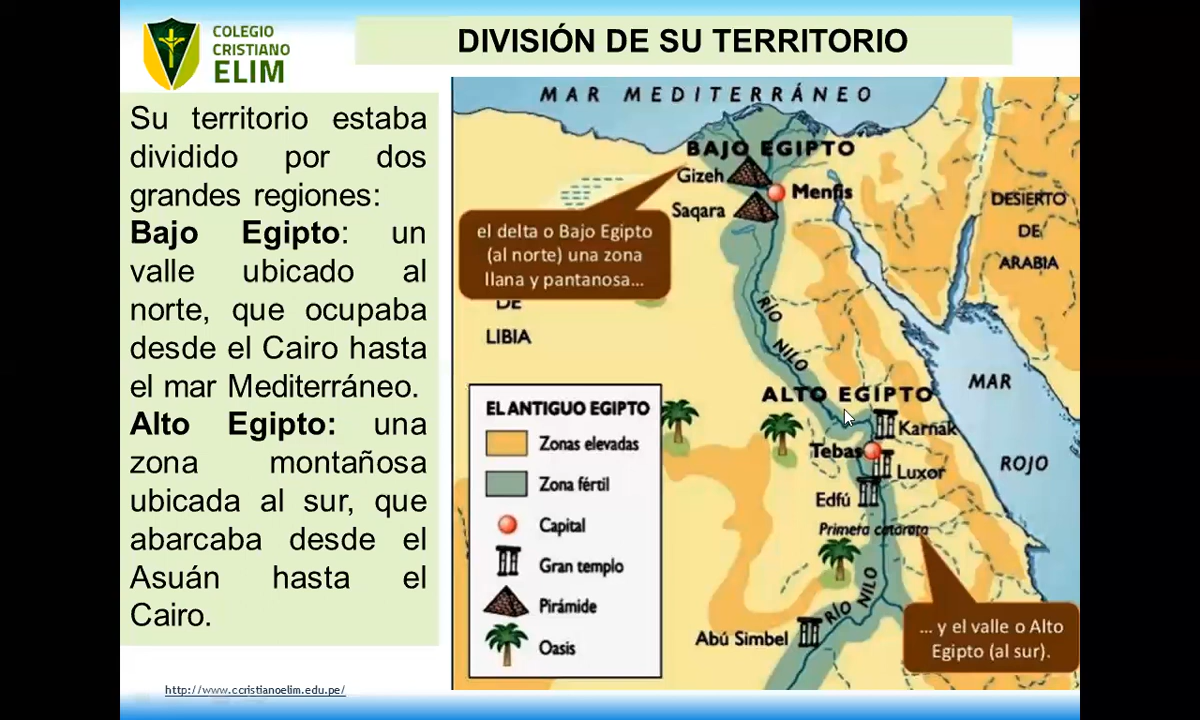 COLEGIO
CRISTIANO
ELIM
DIVISIÓN DE SU TERRITORIO
Su territorio estaba
dividido por dos
grandes regiones:
Bajo Egipto: un
valle ubicado al
norte, que ocupaba
desde el Cairo hasta
el mar Mediterráneo.
Alto Egipto: una
zona montañosa
ubicada al sur, que
abarcaba desde el
Asuán hasta el
Cairo.
http://www.ccristianoelim.edu.pe/
MAR MEDITERRÁNEO
BAJO EGIPTO
Gizeh
Menfis
Saqara
el delta o Bajo Egipto
(al norte) una zona
llana y pantanosa...
DE
LIBIA
DESIERTO
DE
ARABIA
RÍO NILO
ALTO EGIPTO
MAR
ROJO
Karnak
Tebas
Luxor
Edfú
Primera catarata
RÍO NILO
Abú Simbel
... y el valle o Alto
Egipto (al sur).
EL ANTIGUO EGIPTO
Zonas elevadas
Zona fértil
Capital
Gran templo
Pirámide
Oasis